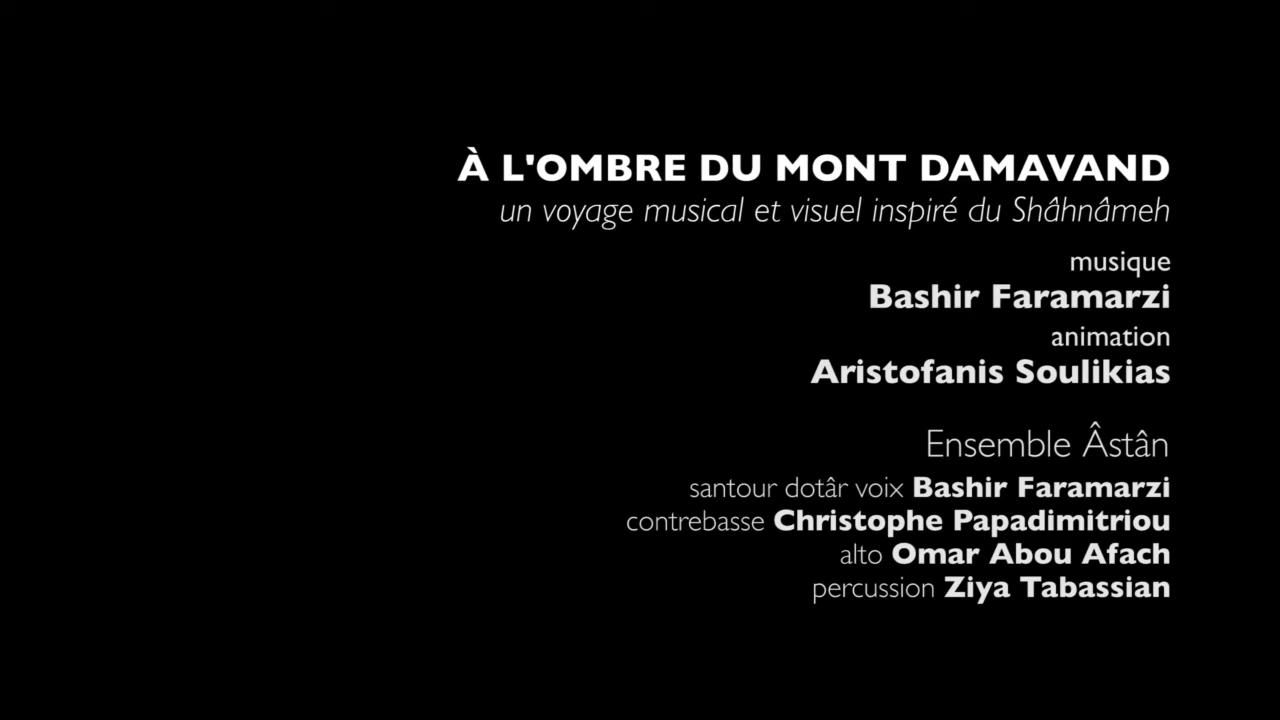 À L'OMBRE DU MONT DAMAVAND
un voyage musical et visuel inspiré du Shâhnâmeh
musique
Bashir Faramarzi
animation
Aristofanis Soulikias
Ensemble Âstân
santour dotâr voix Bashir Faramarzi
contrebasse Christophe Papadimitriou
alto Omar Abou Afach
percussion Ziya Tabassian